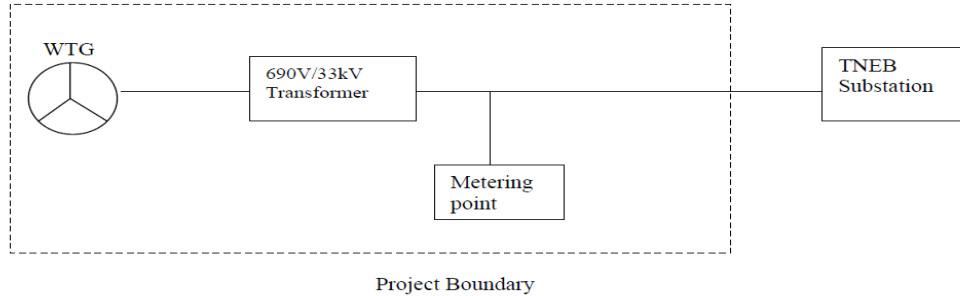 WTG
690V/33kV
Transformer
TNEB
Substation
Metering
point
Project Boundary